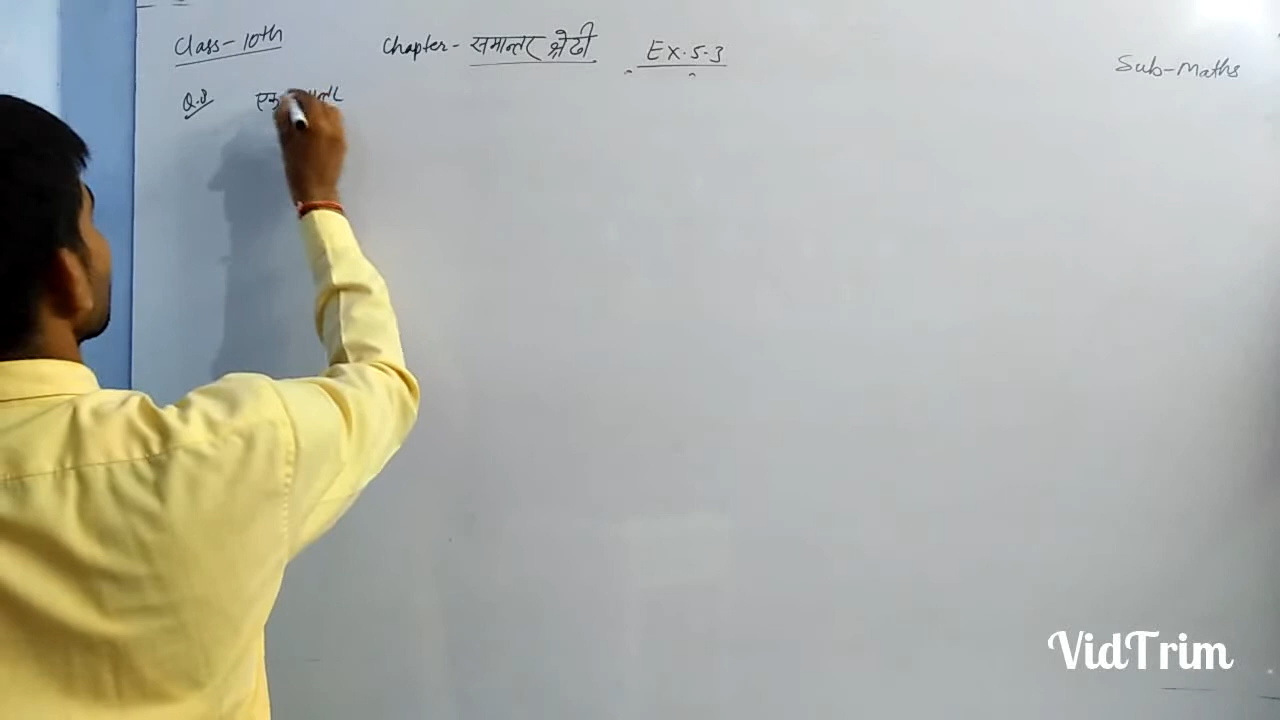 Class-10th Chapter- समान्तर श्रेढी Ex.5.3 Sub-Maths
Q.8
VidTrim